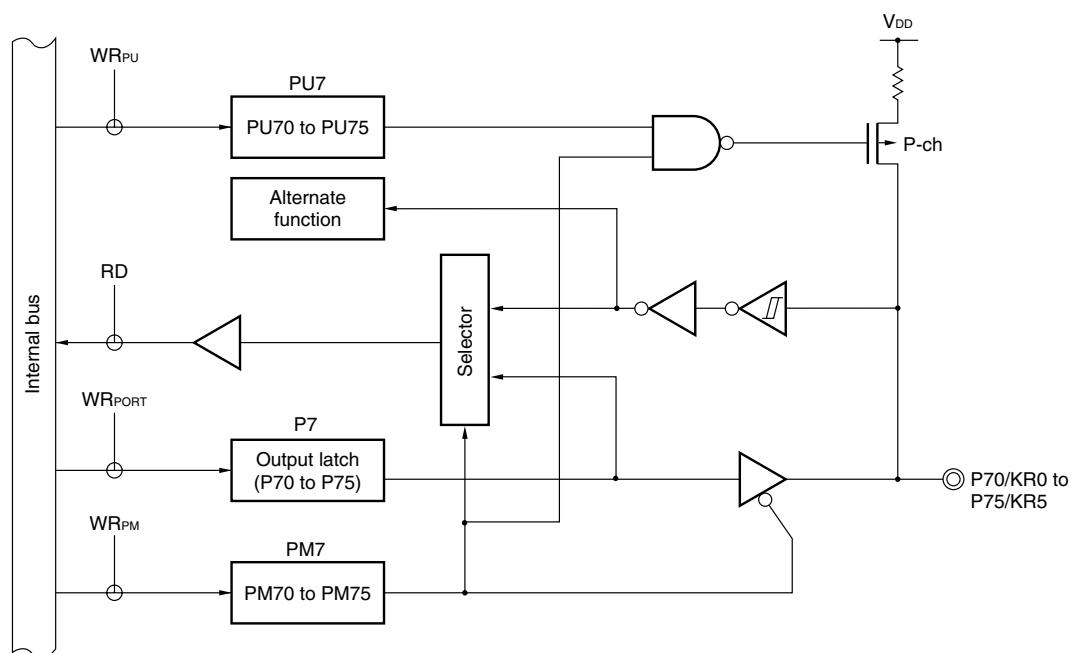 VDD
WRPU
PU7
PU70 to PU75
P-ch
Alternate
function
RD
Selector
Internal bus
WRPORT
P7
Output latch
(P70 to P75)
P70/KR0 to
P75/KR5
WRPM
PM7
PM70 to PM75